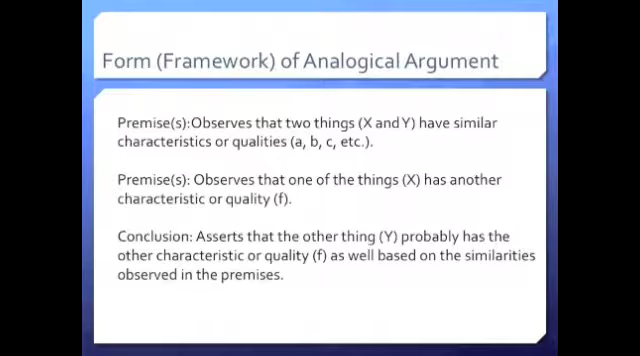 Form (Framework) of Analogical Argument
Premise(s):Observes that two things (X and Y) have similar
characteristics or qualities (a, b, c, etc.).
Premise(s): Observes that one of the things (X) has another
characteristic or quality (f).
Conclusion: Asserts that the other thing (Y) probably has the
other characteristic or quality (f) as well based on the similarities
observed in the premises.